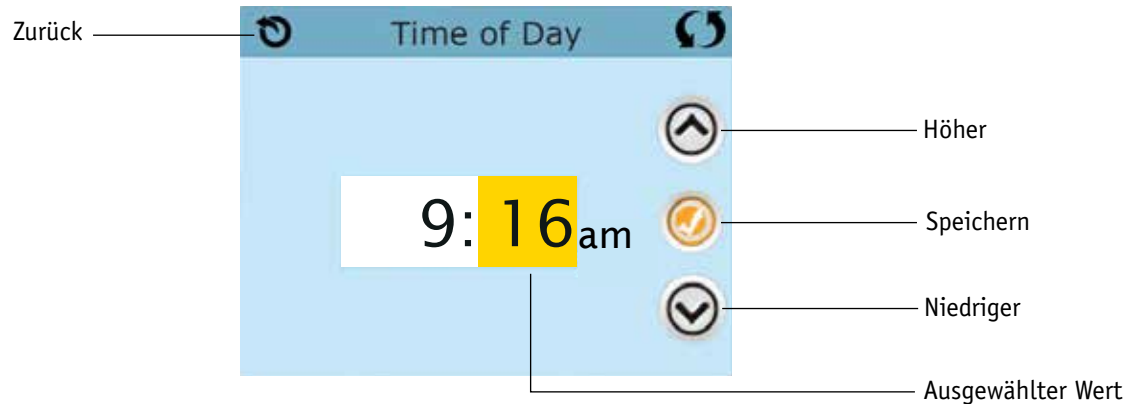 Zurück
Time of Day
Höher
9:16am
Speichern
Niedriger
Ausgewählter Wert